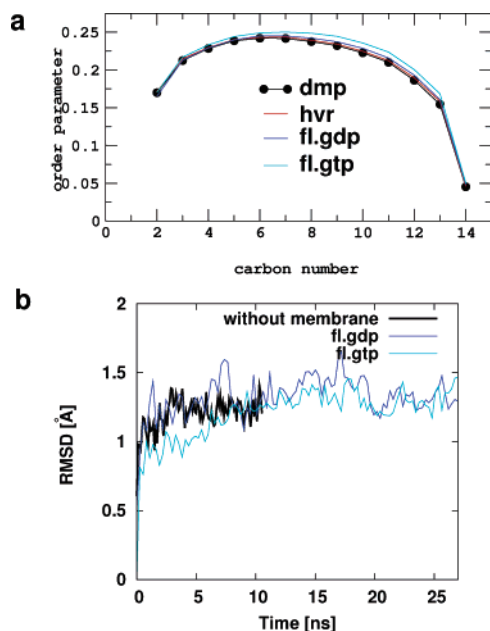 a
order parameter
0.25
0.2
0.15
0.1
0.05
0
dmp
hvr
fl.gdp
fl.gtp
0 2 4 6 8 10 12 14
carbon number
b
RMSD [Å]
2
1.5
1
0.5
0
without membrane
fl.gdp
fl.gtp
0 5 10 15 20 25
Time [ns]